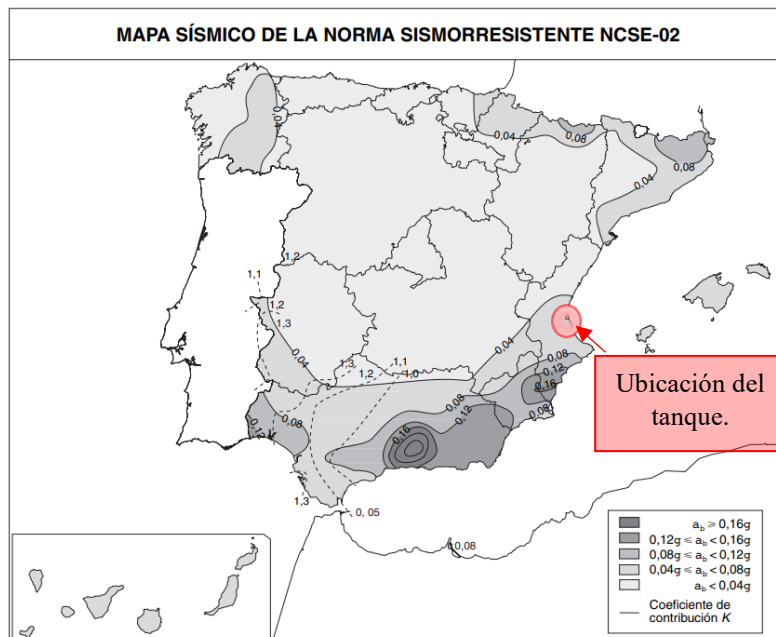 MAPA SÍSMICO DE LA NORMA SISMORRESISTENTE NCSE-02
0,04
0,04
0,08
0,08
0,04
1,2
1,1
1,2
1,3
0,04
1,3
1,2
1,1
1,0
0,04
0,08
0,12
0,16
0,08
0,08
0,12
0,16
0,08
0,12
1,3
0, 05
0,08
Ubicación del
tanque.
a_b ⩾ 0,16g
0,12g ⩽ a_b < 0,16g
0,08g ⩽ a_b < 0,12g
0,04g ⩽ a_b < 0,08g
a_b < 0,04g
Coeficiente de
contribución K